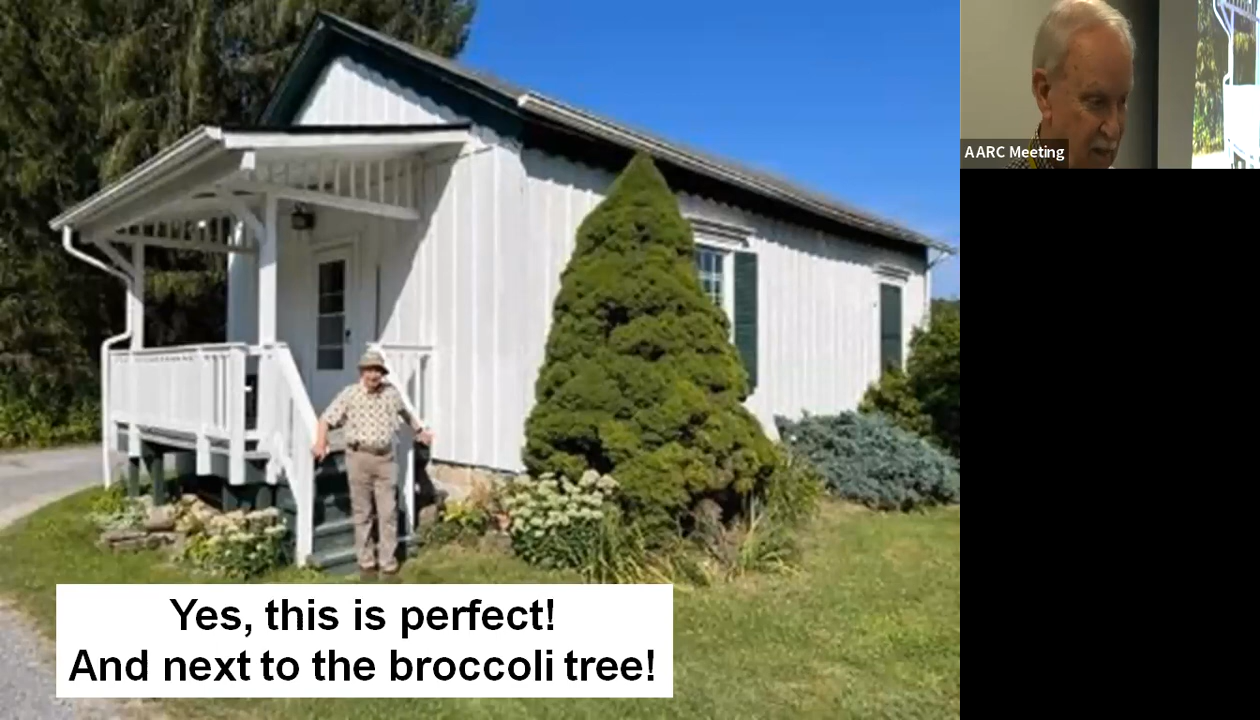 AARC Meeting
Yes, this is perfect!
And next to the broccoli tree!